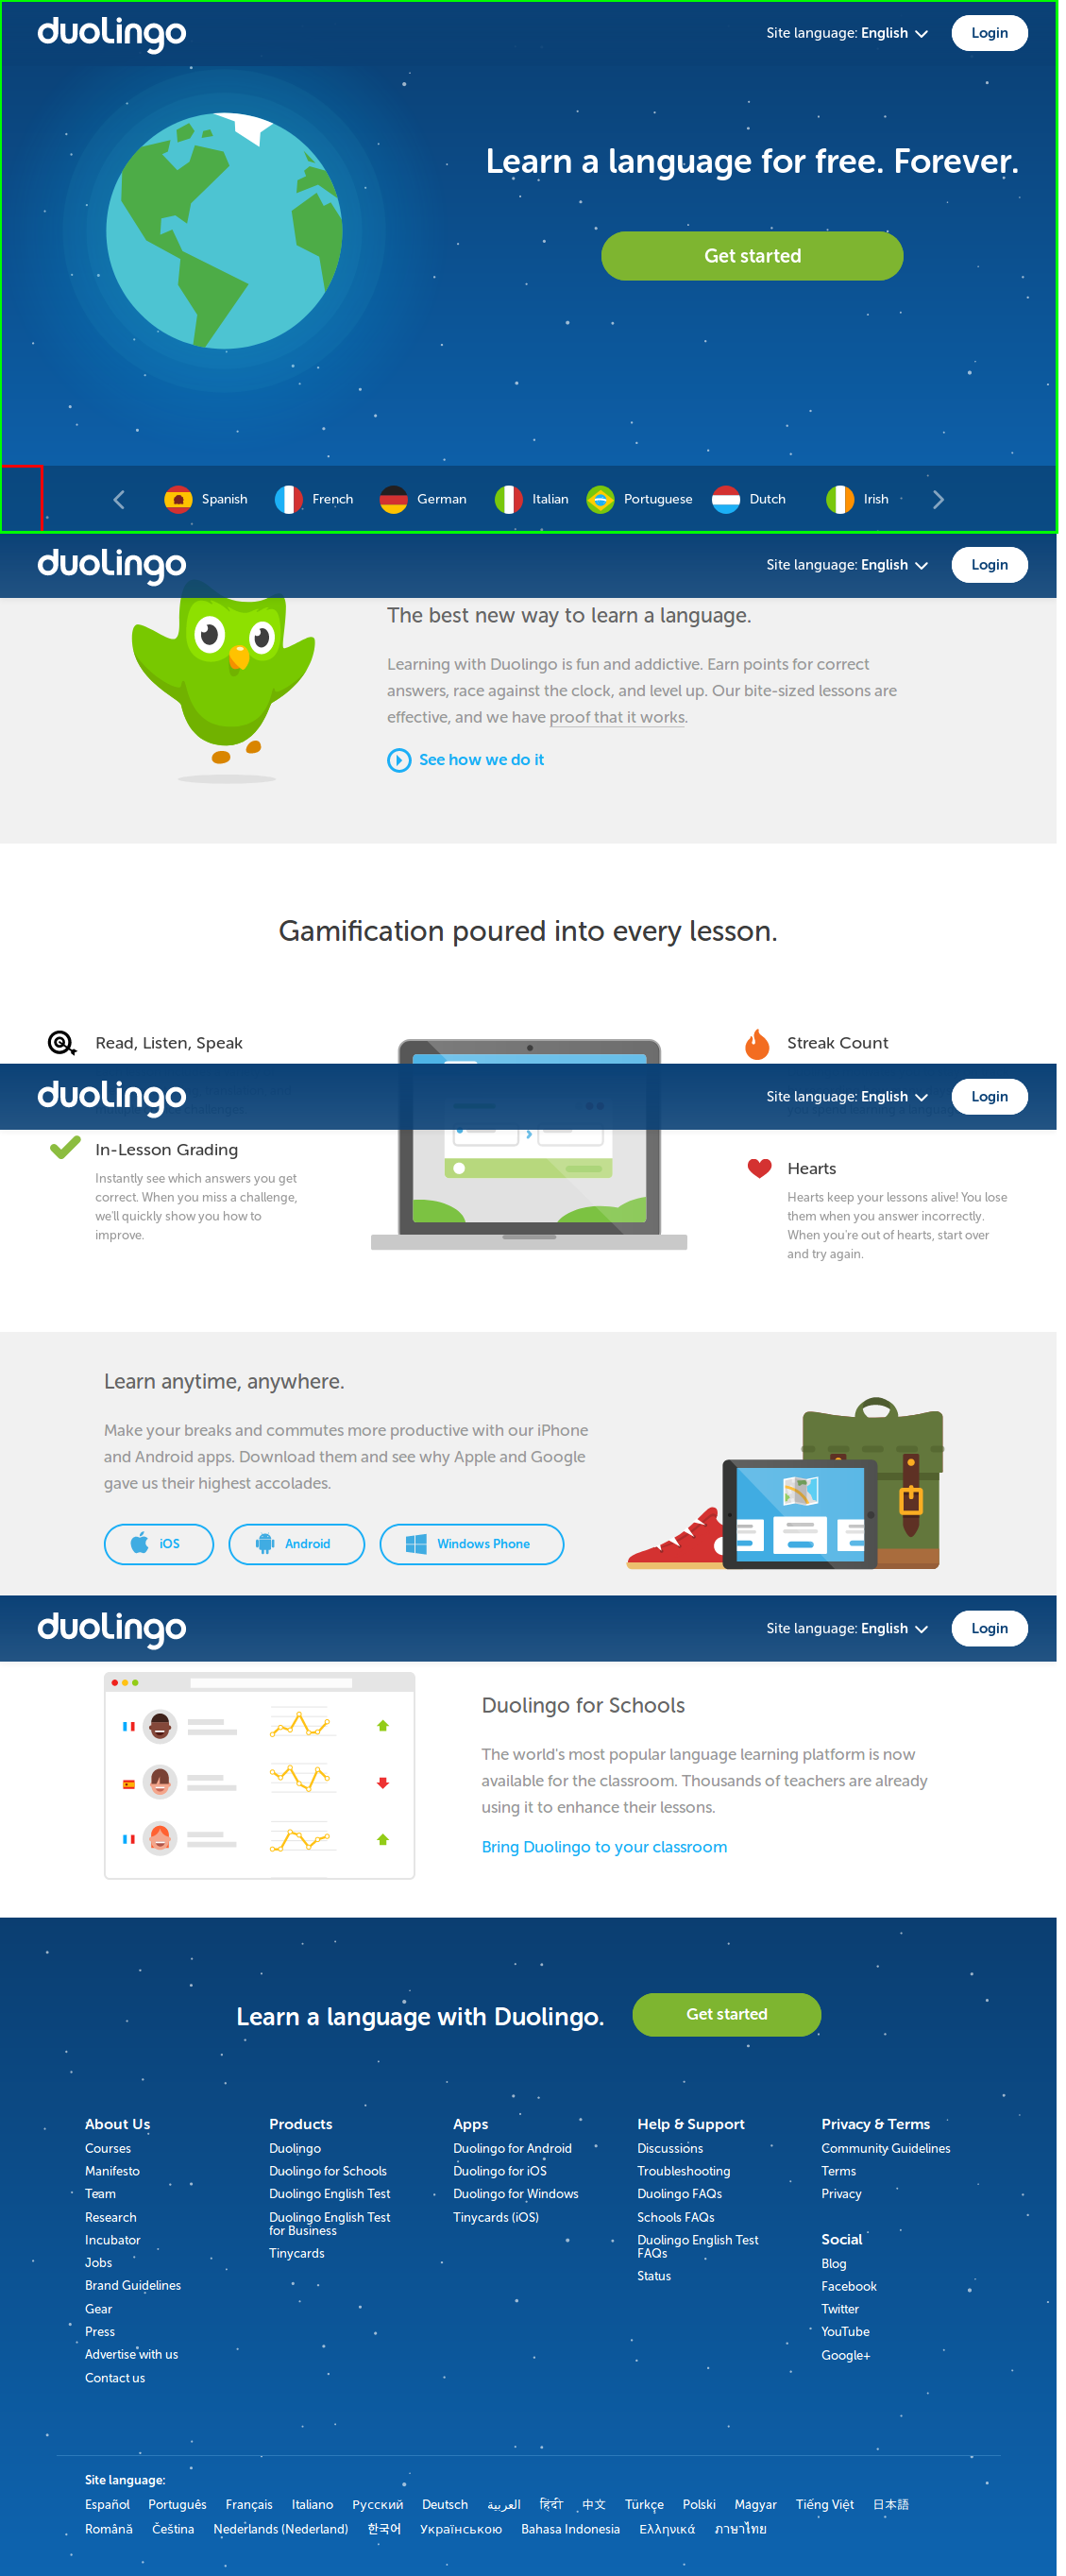 duolingo
Site language: English
Login
Learn a language for free. Forever.
Get started
Spanish
French
German
Italian
Portuguese
Dutch
Irish
duolingo
Site language: English
Login
The best new way to learn a language.
Learning with Duolingo is fun and addictive. Earn points for correct
answers, race against the clock, and level up. Our bite-sized lessons are
effective, and we have proof that it works.
See how we do it
Gamification poured into every lesson.
Read, Listen, Speak
Streak Count
duolingo
Site language: English
Login
In-Lesson Grading
Instantly see which answers you get
correct. When you miss a challenge,
we'll quickly show you how to
improve.
Hearts
Hearts keep your lessons alive! You lose
them when you answer incorrectly.
When you're out of hearts, start over
and try again.
Learn anytime, anywhere.
Make your breaks and commutes more productive with our iPhone
and Android apps. Download them and see why Apple and Google
gave us their highest accolades.
iOS
Android
Windows Phone
duolingo
Site language: English
Login
Duolingo for Schools
The world's most popular language learning platform is now
available for the classroom. Thousands of teachers are already
using it to enhance their lessons.
Bring Duolingo to your classroom
Learn a language with Duolingo.
Get started
About Us
Courses
Manifesto
Team
Research
Incubator
Jobs
Brand Guidelines
Gear
Press
Advertise with us
Contact us
Products
Duolingo
Duolingo for Schools
Duolingo English Test
Duolingo English Test
for Business
Tinycards
Apps
Duolingo for Android
Duolingo for iOS
Duolingo for Windows
Tinycards (iOS)
Help & Support
Discussions
Troubleshooting
Duolingo FAQs
Schools FAQs
Duolingo English Test
FAQs
Status
Privacy & Terms
Community Guidelines
Terms
Privacy
Social
Blog
Facebook
Twitter
YouTube
Google+
Site language:
Español Português Français Italiano Русский Deutsch العربية हिंदी 中文 Türkçe Polski Magyar Tiếng Việt 日本語
Română Čeština Nederlands (Nederland) 한국어 Українською Bahasa Indonesia Ελληνικά ภาษาไทย